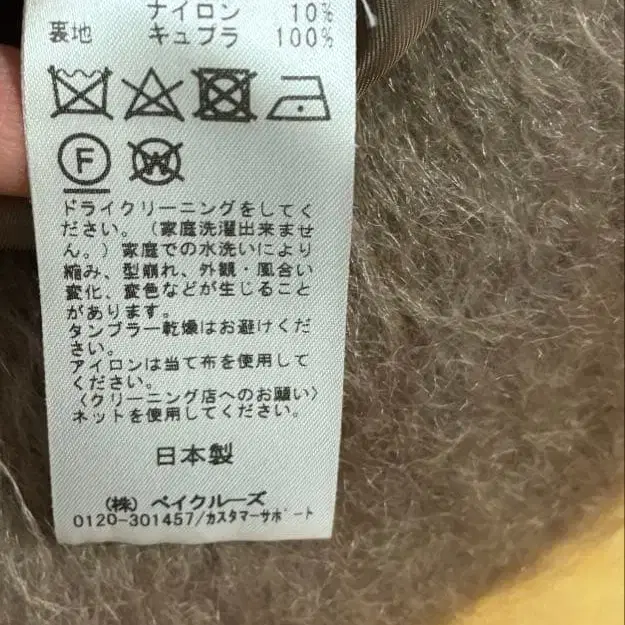 ナイロン 10%
裏地 キュプラ 100%
F W
ドライクリーニングをしてく
ださい。（家庭洗濯出来ませ
ん。）家庭での水洗いにより
縮み、型崩れ、外観・風合い
変化、変色などが生じること
があります。
タンブラー乾燥はお避けくだ
さい。
アイロンは当て布を使用して
ください。
〈クリーニング店へのお願い〉
ネットを使用してください。
日本製
（株）ベイクルーズ
0120-301457/カスタマーサポート